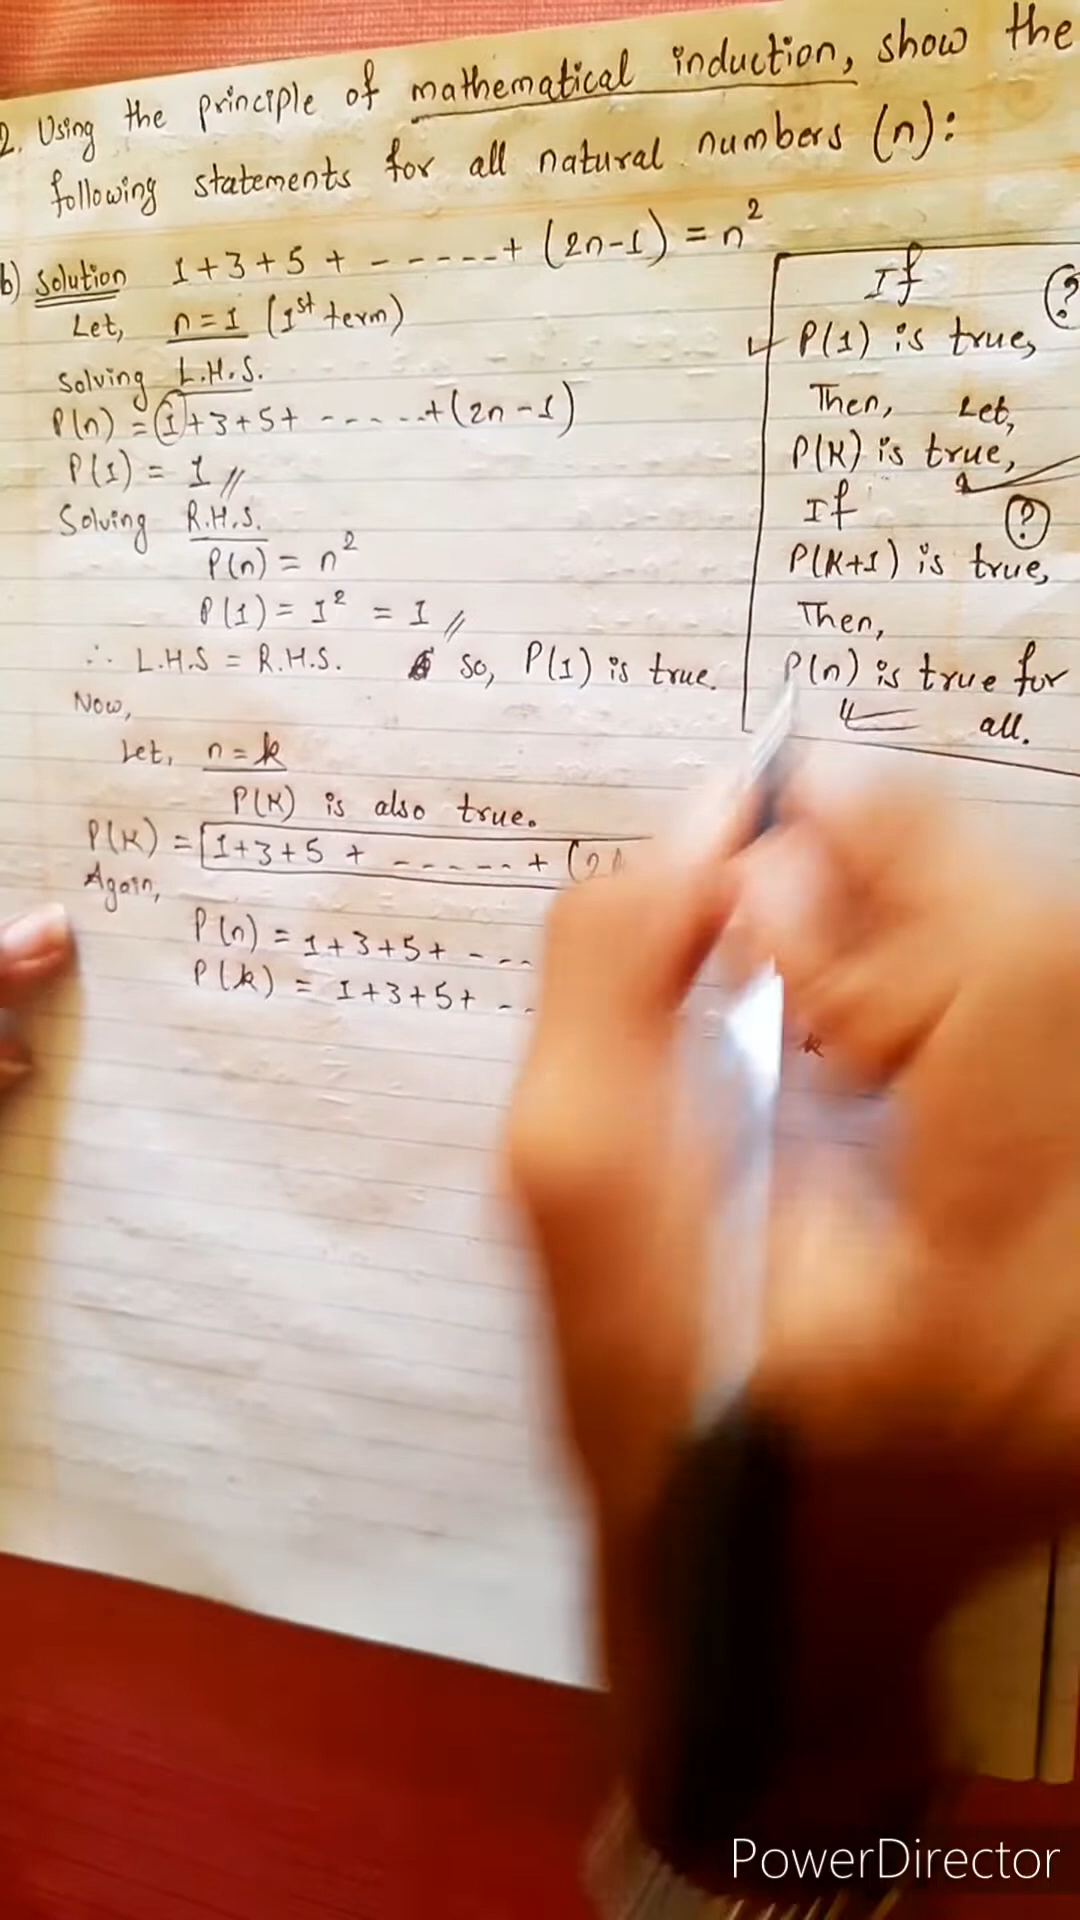 2. Using the principle of mathematical induction, show the
following statements for all natural numbers (n):
b) Solution 1+3+5+ ------+ (2n-1) = n²
Let, n=1 (1st term)
Solving L.H.S.
P(n) = 1+3+5+ ------+(2n-1)
P(1) = 1 //
Solving R.H.S.
P(n) = n²
P(1) = 1² = 1 //
∴ L.H.S = R.H.S. so, P(1) is true.
Now,
Let, n=k
P(K) is also true.
P(K) = 1+3+5 + ------ + (2
Again,
P(n) = 1+3+5+ ---
P(k) = 1+3+5+ --
k
If ?
P(1) is true,
Then, Let,
P(K) is true,
If ?
P(K+1) is true,
Then,
P(n) is true for
all.
PowerDirector